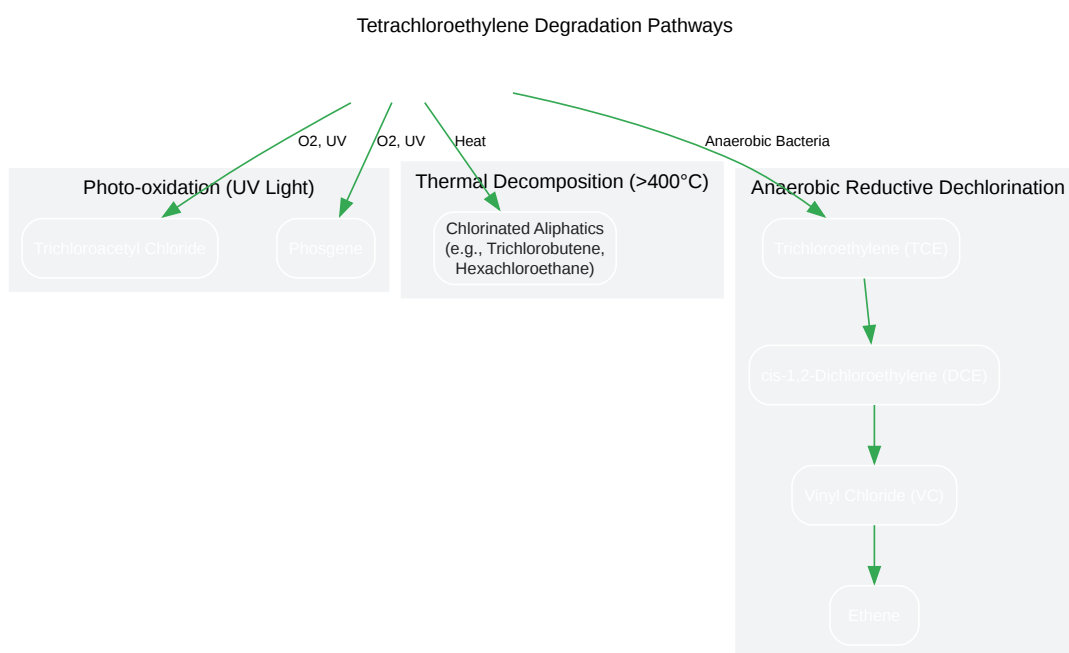 Tetrachloroethylene Degradation Pathways
O2, UV
O2, UV
Heat
Anaerobic Bacteria
Photo-oxidation (UV Light)
Thermal Decomposition (>400°C)
Anaerobic Reductive Dechlorination
Trichloroacetyl Chloride
Phosgene
Chlorinated Aliphatics
(e.g., Trichlorobutene,
Hexachloroethane)
Trichloroethylene (TCE)
cis-1,2-Dichloroethylene (DCE)
Vinyl Chloride (VC)
Ethene